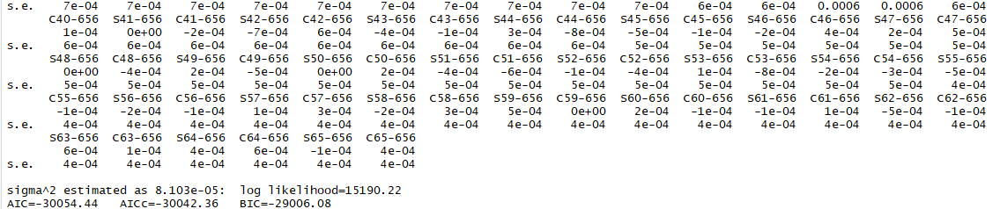 s.e. 7e-04 7e-04 7e-04 7e-04 7e-04 7e-04 7e-04 7e-04 7e-04 7e-04 6e-04 6e-04 0.0006 0.0006 6e-04
C40-656 S41-656 C41-656 S42-656 C42-656 S43-656 C43-656 S44-656 C44-656 S45-656 C45-656 S46-656 C46-656 S47-656 C47-656
1e-04 0e+00 -2e-04 -7e-04 6e-04 -4e-04 -1e-04 3e-04 -8e-04 -5e-04 -1e-04 -2e-04 4e-04 2e-04 5e-04
s.e. 6e-04 6e-04 6e-04 6e-04 6e-04 6e-04 6e-04 6e-04 6e-04 5e-04 5e-04 5e-04 5e-04 5e-04 5e-04
S48-656 C48-656 S49-656 C49-656 S50-656 C50-656 S51-656 C51-656 S52-656 C52-656 S53-656 C53-656 S54-656 C54-656 S55-656
0e+00 -4e-04 2e-04 -5e-04 0e+00 2e-04 -4e-04 -6e-04 -1e-04 -4e-04 1e-04 -8e-04 -2e-04 -3e-04 -5e-04
s.e. 5e-04 5e-04 5e-04 5e-04 5e-04 5e-04 5e-04 5e-04 5e-04 5e-04 5e-04 5e-04 5e-04 5e-04 4e-04
C55-656 S56-656 C56-656 S57-656 C57-656 S58-656 C58-656 S59-656 C59-656 S60-656 C60-656 S61-656 C61-656 S62-656 C62-656
-1e-04 -2e-04 -1e-04 1e-04 3e-04 -2e-04 3e-04 5e-04 0e+00 2e-04 -1e-04 -1e-04 1e-04 -5e-04 -1e-04
s.e. 4e-04 4e-04 4e-04 4e-04 4e-04 4e-04 4e-04 4e-04 4e-04 4e-04 4e-04 4e-04 4e-04 4e-04 4e-04
S63-656 C63-656 S64-656 C64-656 S65-656 C65-656
6e-04 1e-04 4e-04 6e-04 -1e-04 4e-04
s.e. 4e-04 4e-04 4e-04 4e-04 4e-04 4e-04
sigma^2 estimated as 8.103e-05: log likelihood=15190.22
AIC=-30054.44 AICc=-30042.36 BIC=-29006.08